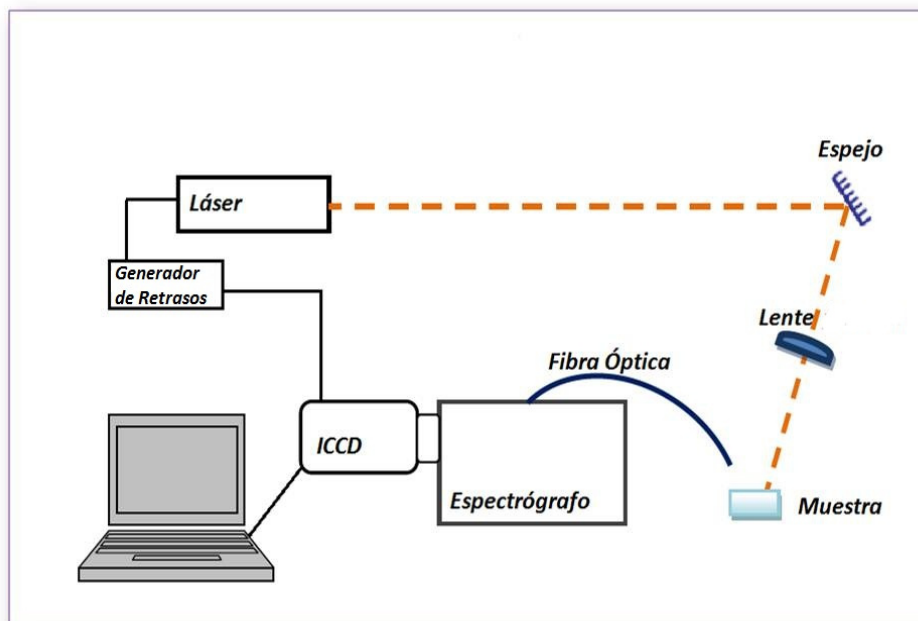 Espejo
Láser
Generador
de Retrasos
Lente
Fibra Óptica
ICCD
Espectrógrafo
Muestra